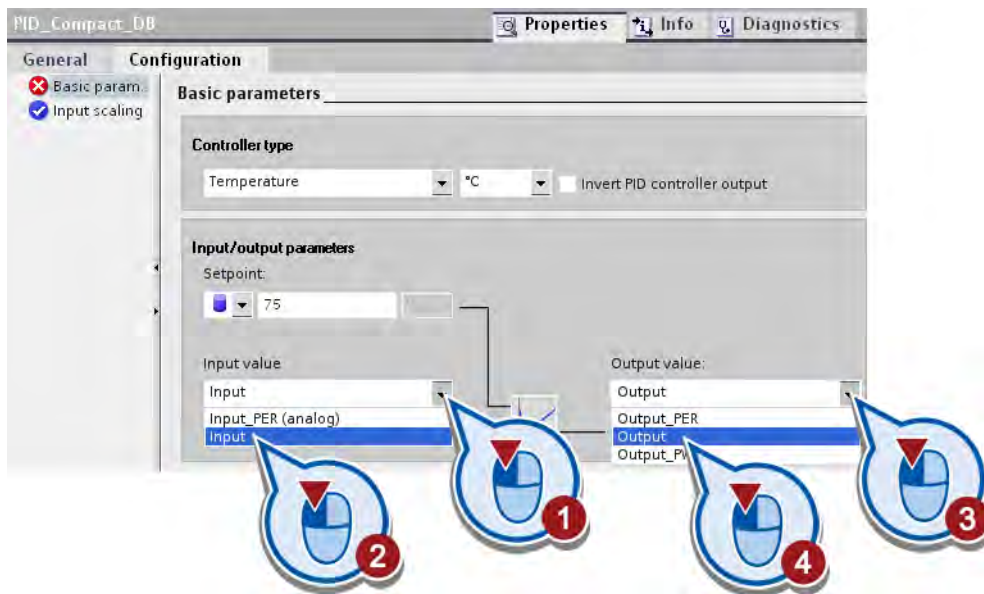 PID_Compact_DB Properties Info Diagnostics
General Configuration
Basic param. Basic parameters
Input scaling
Controller type
Temperature °C Invert PID controller output
Input/output parameters
Setpoint:
75
Input value Output value:
Input Output
Input_PER (analog) Output_PER
Input Output
1 3
2 4